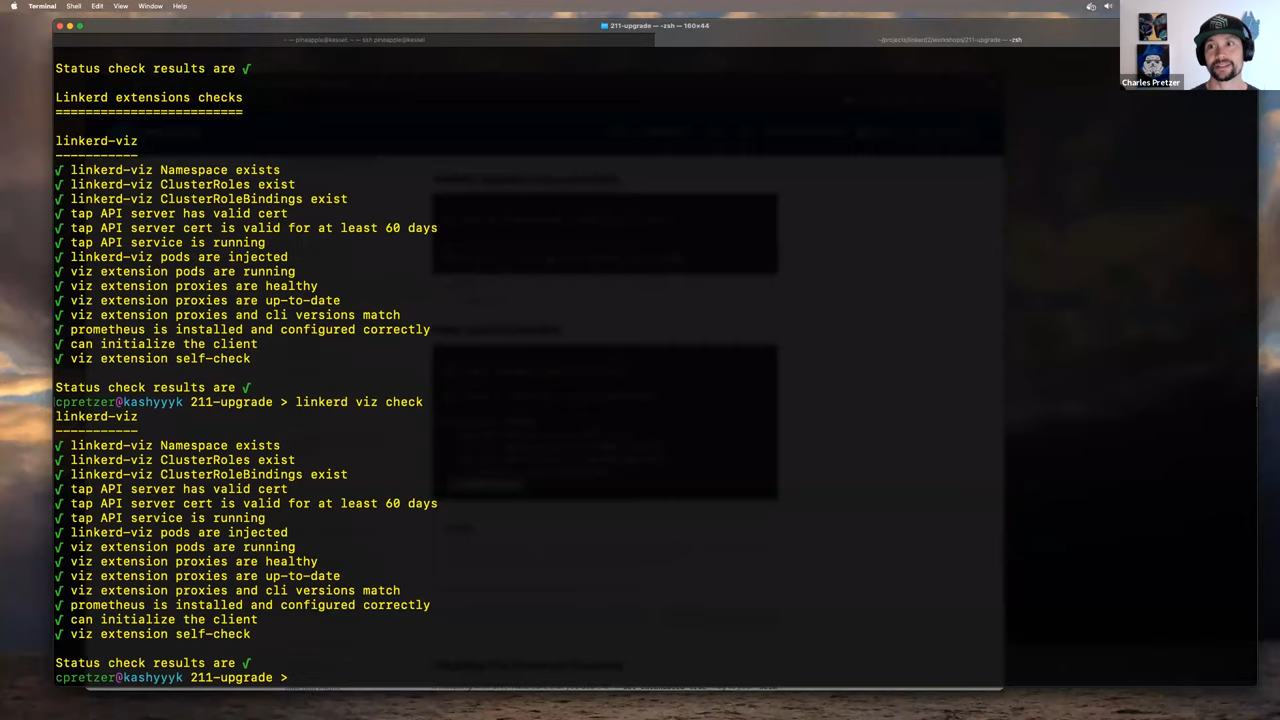 Terminal Shell Edit View Window Help
211-upgrade — -zsh — 160×44
~/projects/linkerd2/workshops/211-upgrade — -zsh
Charles Pretzer
Status check results are √
Linkerd extensions checks
=========================
linkerd-viz
-----------
√ linkerd-viz Namespace exists
√ linkerd-viz ClusterRoles exist
√ linkerd-viz ClusterRoleBindings exist
√ tap API server has valid cert
√ tap API server cert is valid for at least 60 days
√ tap API service is running
√ linkerd-viz pods are injected
√ viz extension pods are running
√ viz extension proxies are healthy
√ viz extension proxies are up-to-date
√ viz extension proxies and cli versions match
√ prometheus is installed and configured correctly
√ can initialize the client
√ viz extension self-check
Status check results are √
cpretzer@kashyyyk 211-upgrade > linkerd viz check
linkerd-viz
-----------
√ linkerd-viz Namespace exists
√ linkerd-viz ClusterRoles exist
√ linkerd-viz ClusterRoleBindings exist
√ tap API server has valid cert
√ tap API server cert is valid for at least 60 days
√ tap API service is running
√ linkerd-viz pods are injected
√ viz extension pods are running
√ viz extension proxies are healthy
√ viz extension proxies are up-to-date
√ viz extension proxies and cli versions match
√ prometheus is installed and configured correctly
√ can initialize the client
√ viz extension self-check
Status check results are √
cpretzer@kashyyyk 211-upgrade >